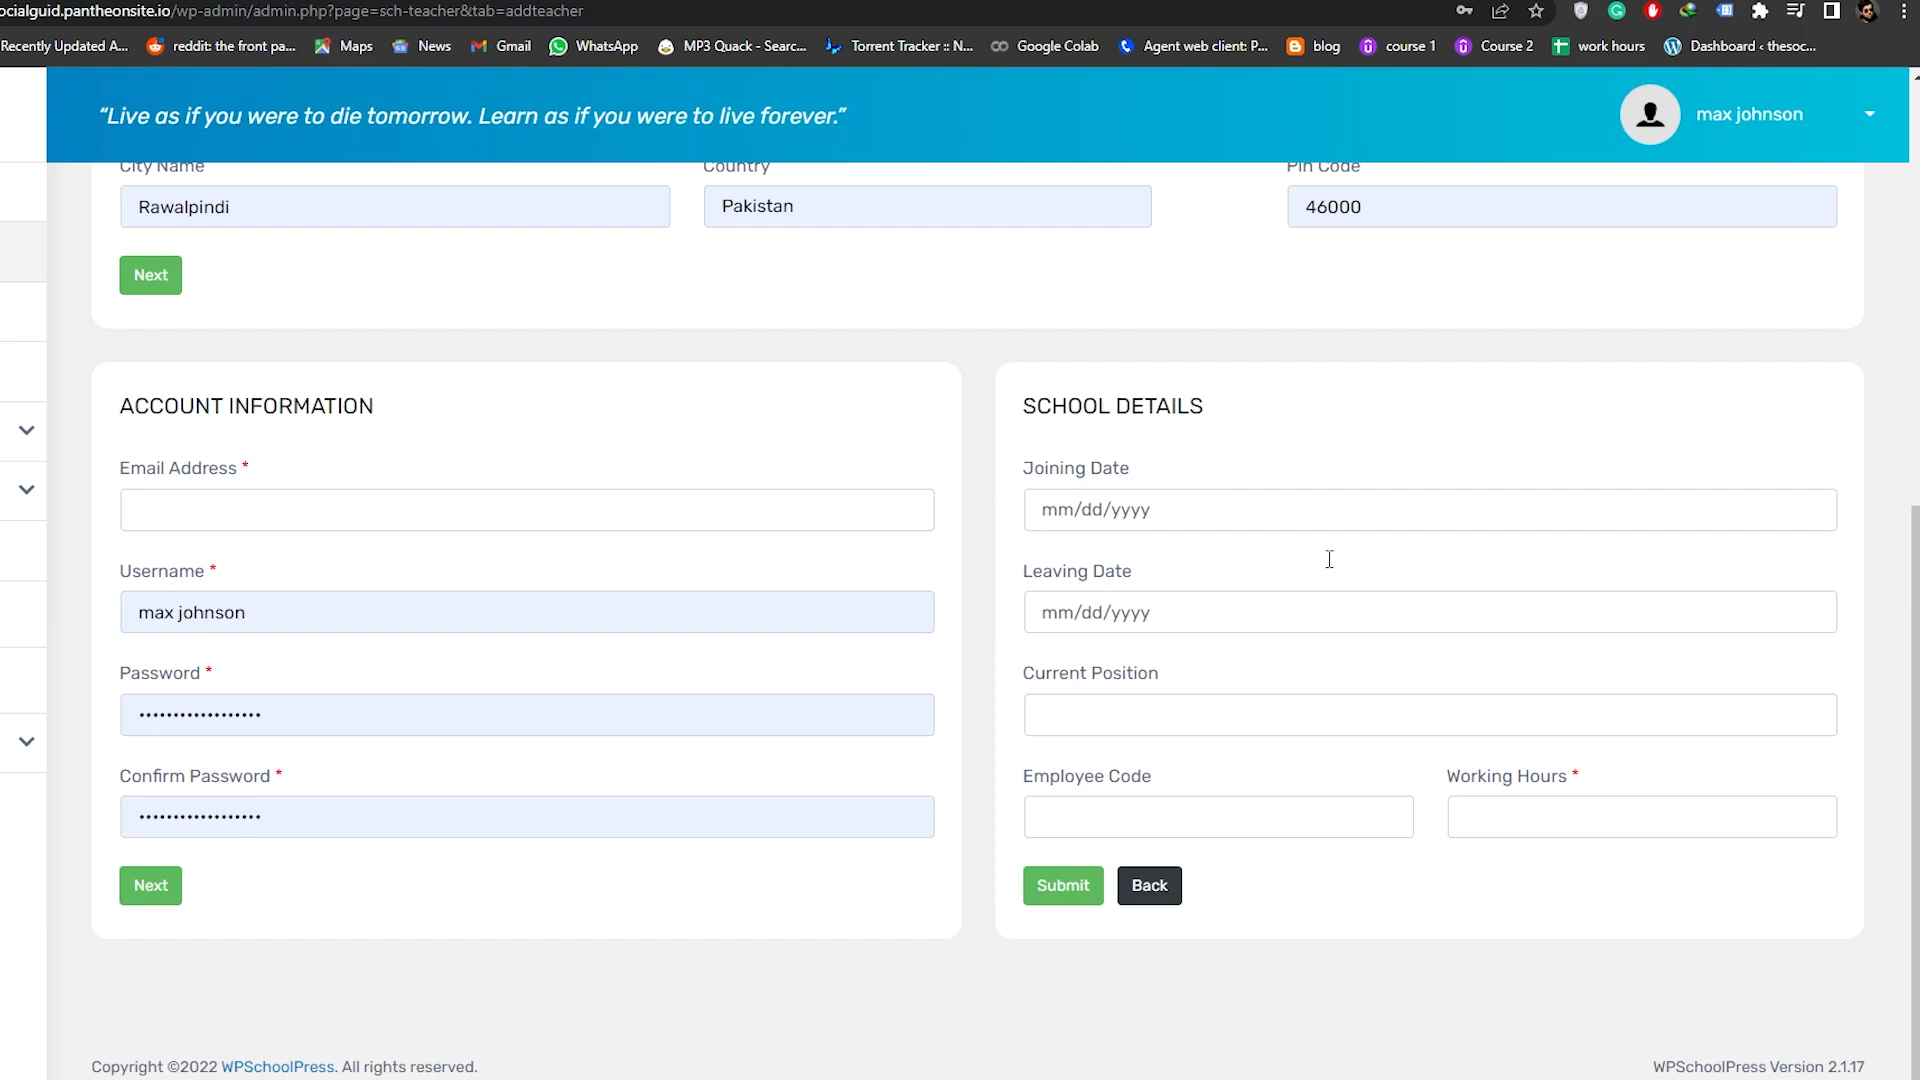 ocialguid.pantheonsite.io/wp-admin/admin.php?page=sch-teacher&tab=addteacher
Recently Updated A... reddit: the front pa... Maps News Gmail WhatsApp MP3 Quack - Searc... Torrent Tracker :: N... Google Colab Agent web client: P... blog course 1 Course 2 work hours Dashboard ‹ thesoc...
“Live as if you were to die tomorrow. Learn as if you were to live forever.” max johnson
City Name Country Pin Code
Rawalpindi Pakistan 46000
Next
ACCOUNT INFORMATION
Email Address *
Username *
max johnson
Password *
••••••••••••••••••
Confirm Password *
••••••••••••••••••
Next
SCHOOL DETAILS
Joining Date
mm/dd/yyyy
Leaving Date
mm/dd/yyyy
Current Position
Employee Code Working Hours *
Submit Back
Copyright ©2022 WPSchoolPress. All rights reserved. WPSchoolPress Version 2.1.17